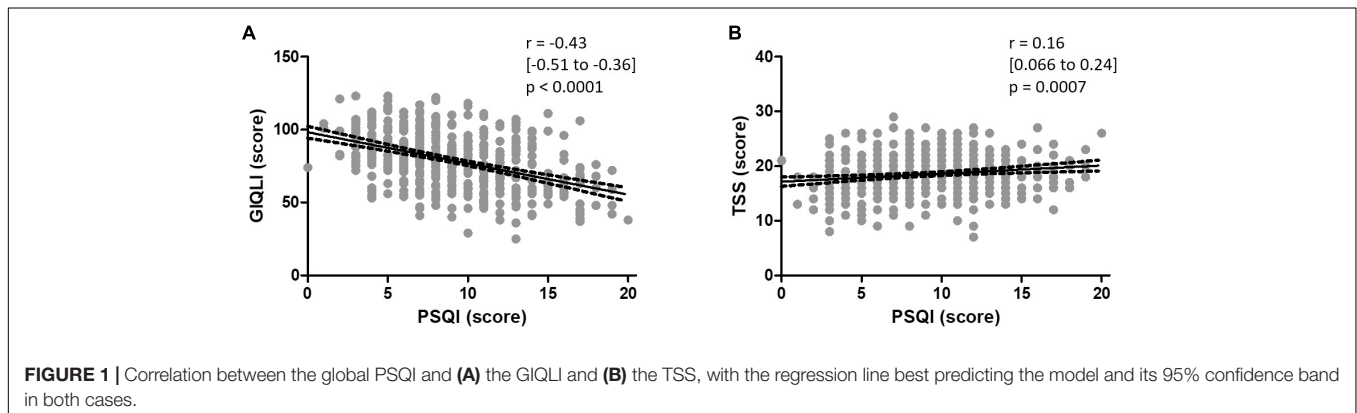 A
r = -0.43
[-0.51 to -0.36]
p < 0.0001
150
100
50
0
GIQLI (score)
0 5 10 15 20
PSQI (score)
B
r = 0.16
[0.066 to 0.24]
p = 0.0007
40
30
20
10
0
TSS (score)
0 5 10 15 20
PSQI (score)
FIGURE 1 | Correlation between the global PSQI and (A) the GIQLI and (B) the TSS, with the regression line best predicting the model and its 95% confidence band
in both cases.